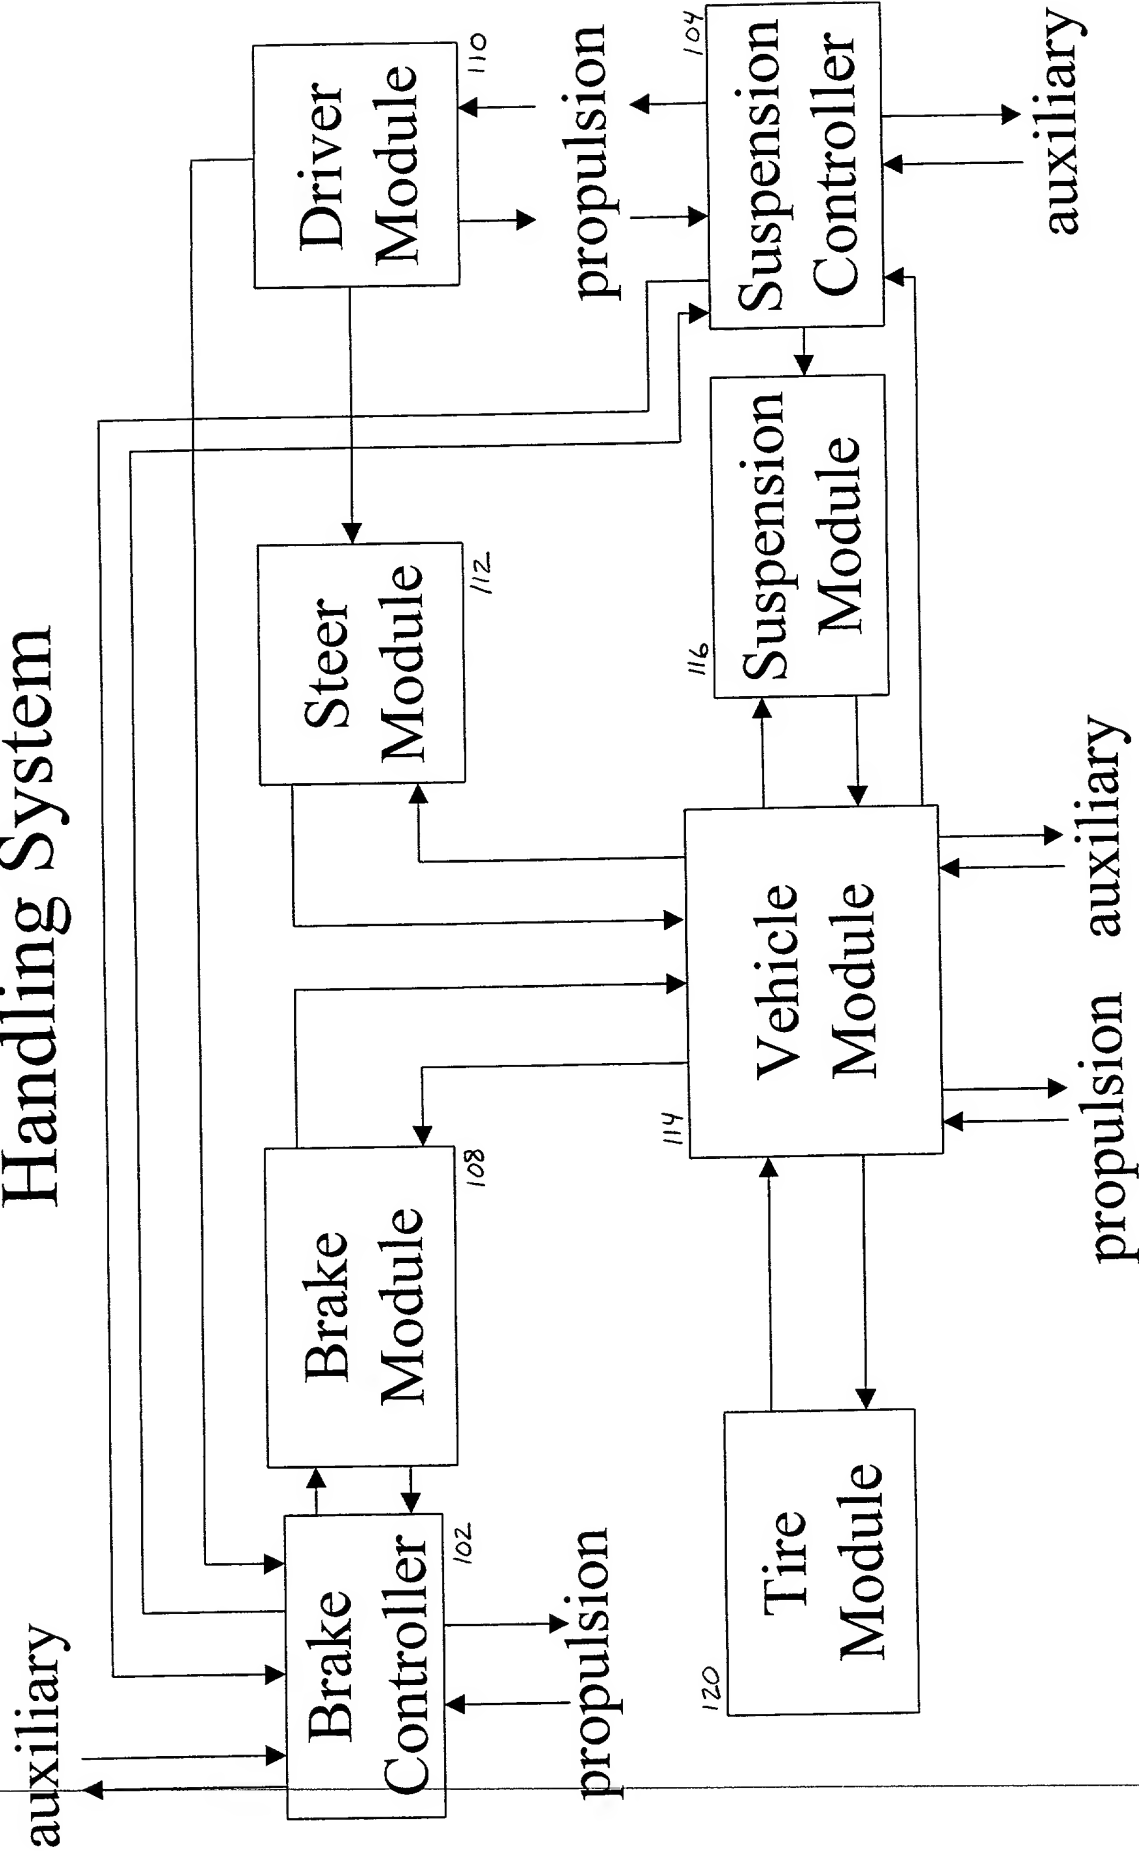 Handling System
auxiliary
Brake
Controller
102
propulsion
Brake
Module
108
Steer
Module
112
Driver
Module
110
propulsion
Tire
Module
120
Vehicle
Module
114
propulsion
auxiliary
Suspension
Module
116
Suspension
Controller
104
auxiliary